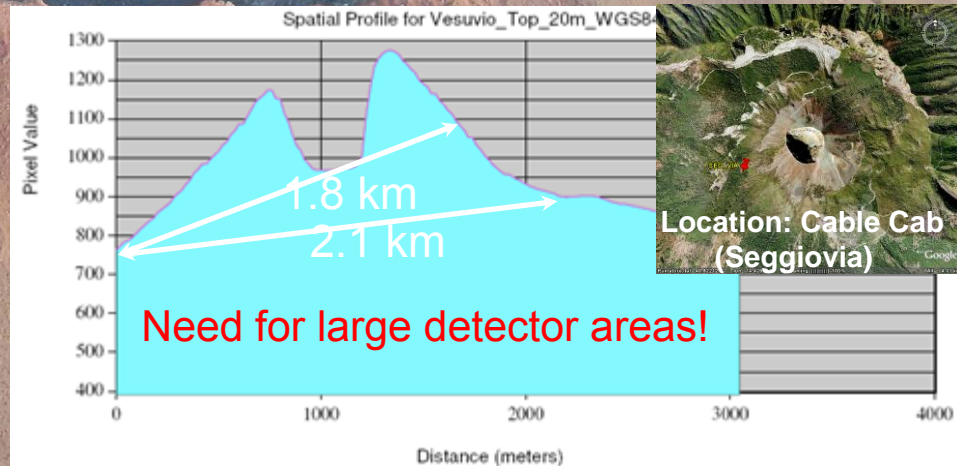 Spatial Profile for Vesuvio_Top_20m_WGS84
Pixel Value
1300
1200
1100
1000
900
800
700
600
500
400
1.8 km
2.1 km
Need for large detector areas!
Location: Cable Cab
(Seggiovia)
Google
0
1000
2000
3000
4000
Distance (meters)